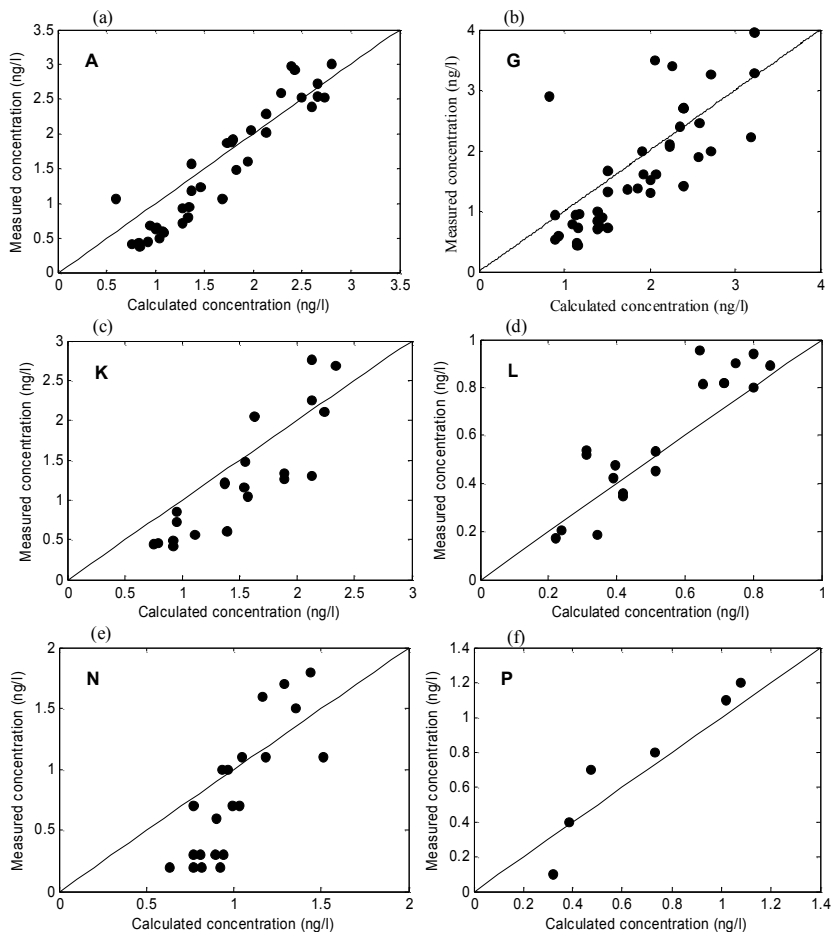 (a)
A
Measured concentration (ng/l)
3.5
3
2.5
2
1.5
1
0.5
0
0 0.5 1 1.5 2 2.5 3 3.5
Calculated concentration (ng/l)
(b)
G
Measured concentration (ng/l)
4
3
2
1
0
0 1 2 3 4
Calculated concentration (ng/l)
(c)
K
Measured concentration (ng/l)
3
2.5
2
1.5
1
0.5
0
0 0.5 1 1.5 2 2.5 3
Calculated concentration (ng/l)
(d)
L
Measured concentration (ng/l)
1
0.8
0.6
0.4
0.2
0
0 0.2 0.4 0.6 0.8 1
Calculated concentration (ng/l)
(e)
N
Measured concentration (ng/l)
2
1.5
1
0.5
0
0 0.5 1 1.5 2
Calculated concentration (ng/l)
(f)
P
Measured concentration (ng/l)
1.4
1.2
1
0.8
0.6
0.4
0.2
0
0 0.2 0.4 0.6 0.8 1 1.2 1.4
Calculated concentration (ng/l)